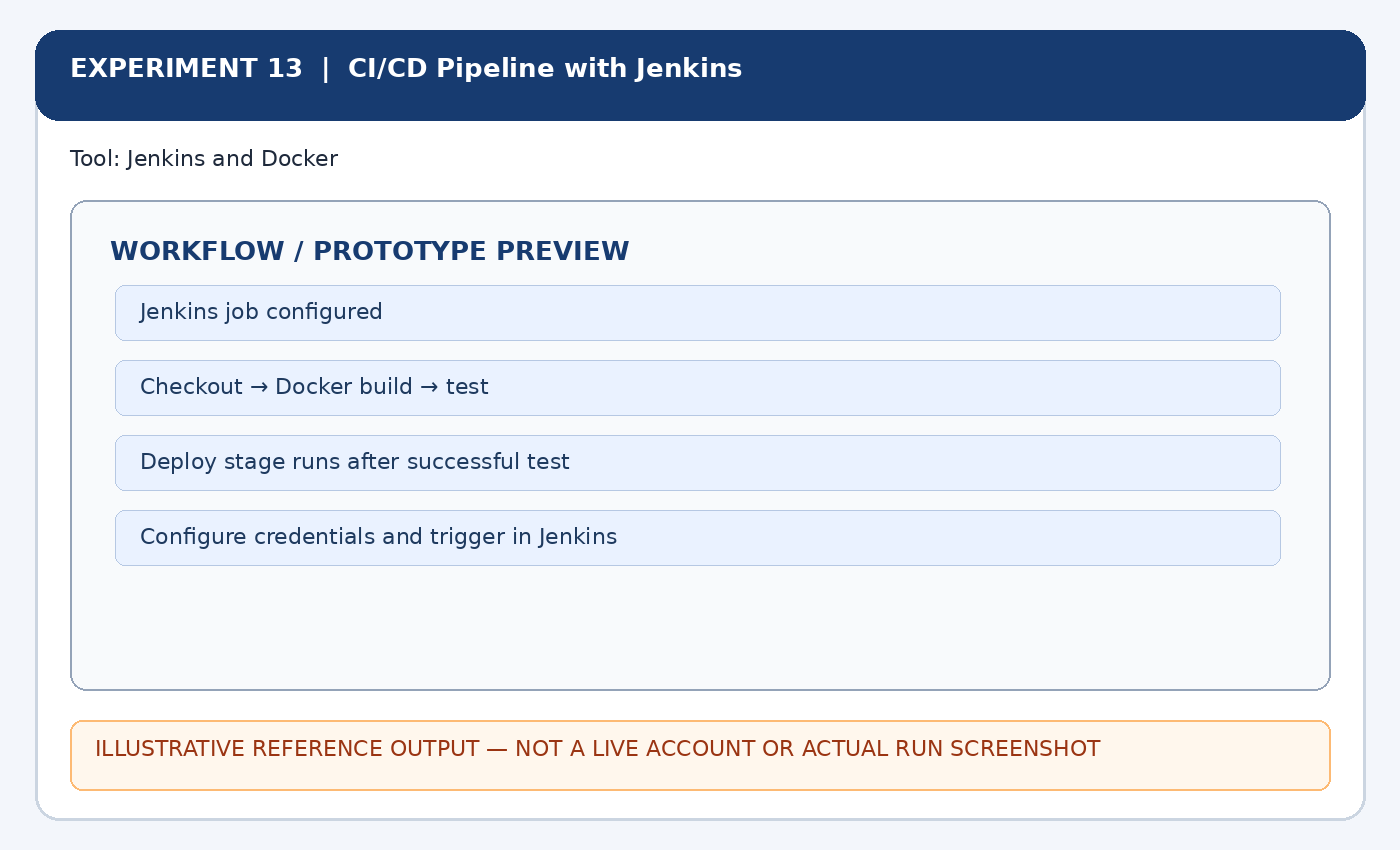 EXPERIMENT 13 | CI/CD Pipeline with Jenkins
Tool: Jenkins and Docker
WORKFLOW / PROTOTYPE PREVIEW
Jenkins job configured
Checkout → Docker build → test
Deploy stage runs after successful test
Configure credentials and trigger in Jenkins
ILLUSTRATIVE REFERENCE OUTPUT — NOT A LIVE ACCOUNT OR ACTUAL RUN SCREENSHOT